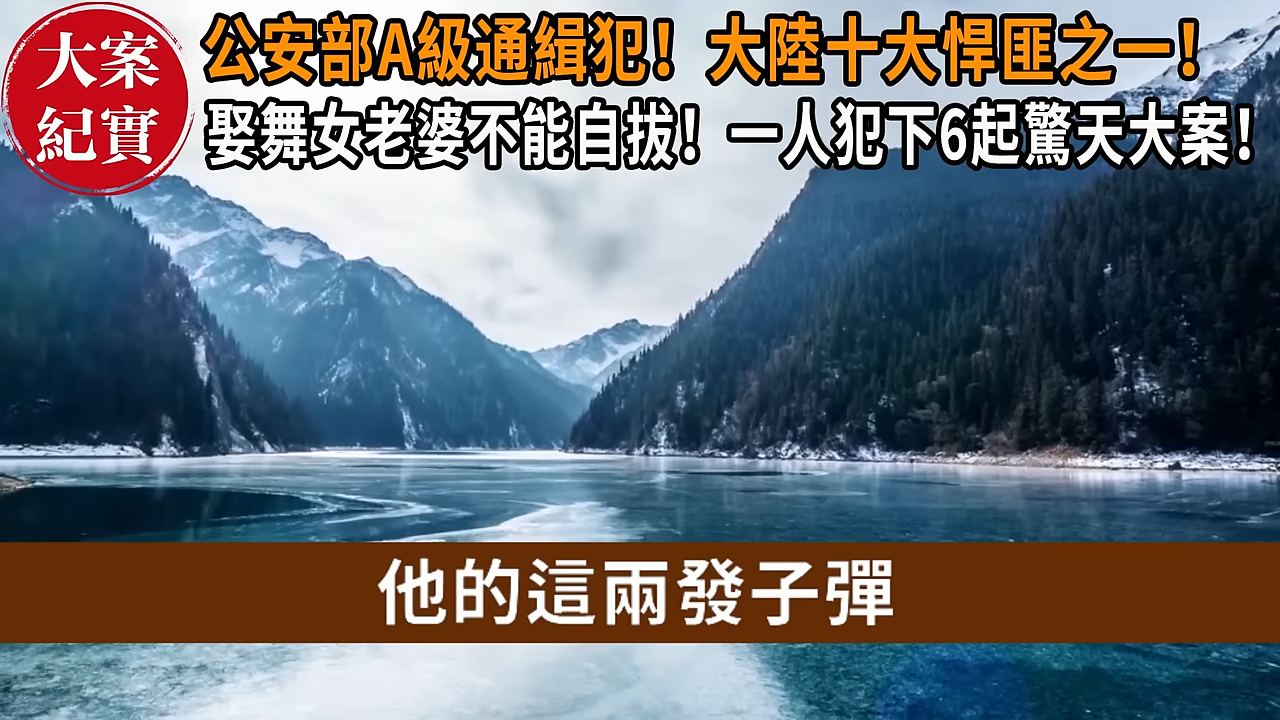 大案
紀實
公安部A級通緝犯！大陸十大悍匪之一！
娶舞女老婆不能自拔！一人犯下6起驚天大案！
他的這兩發子彈